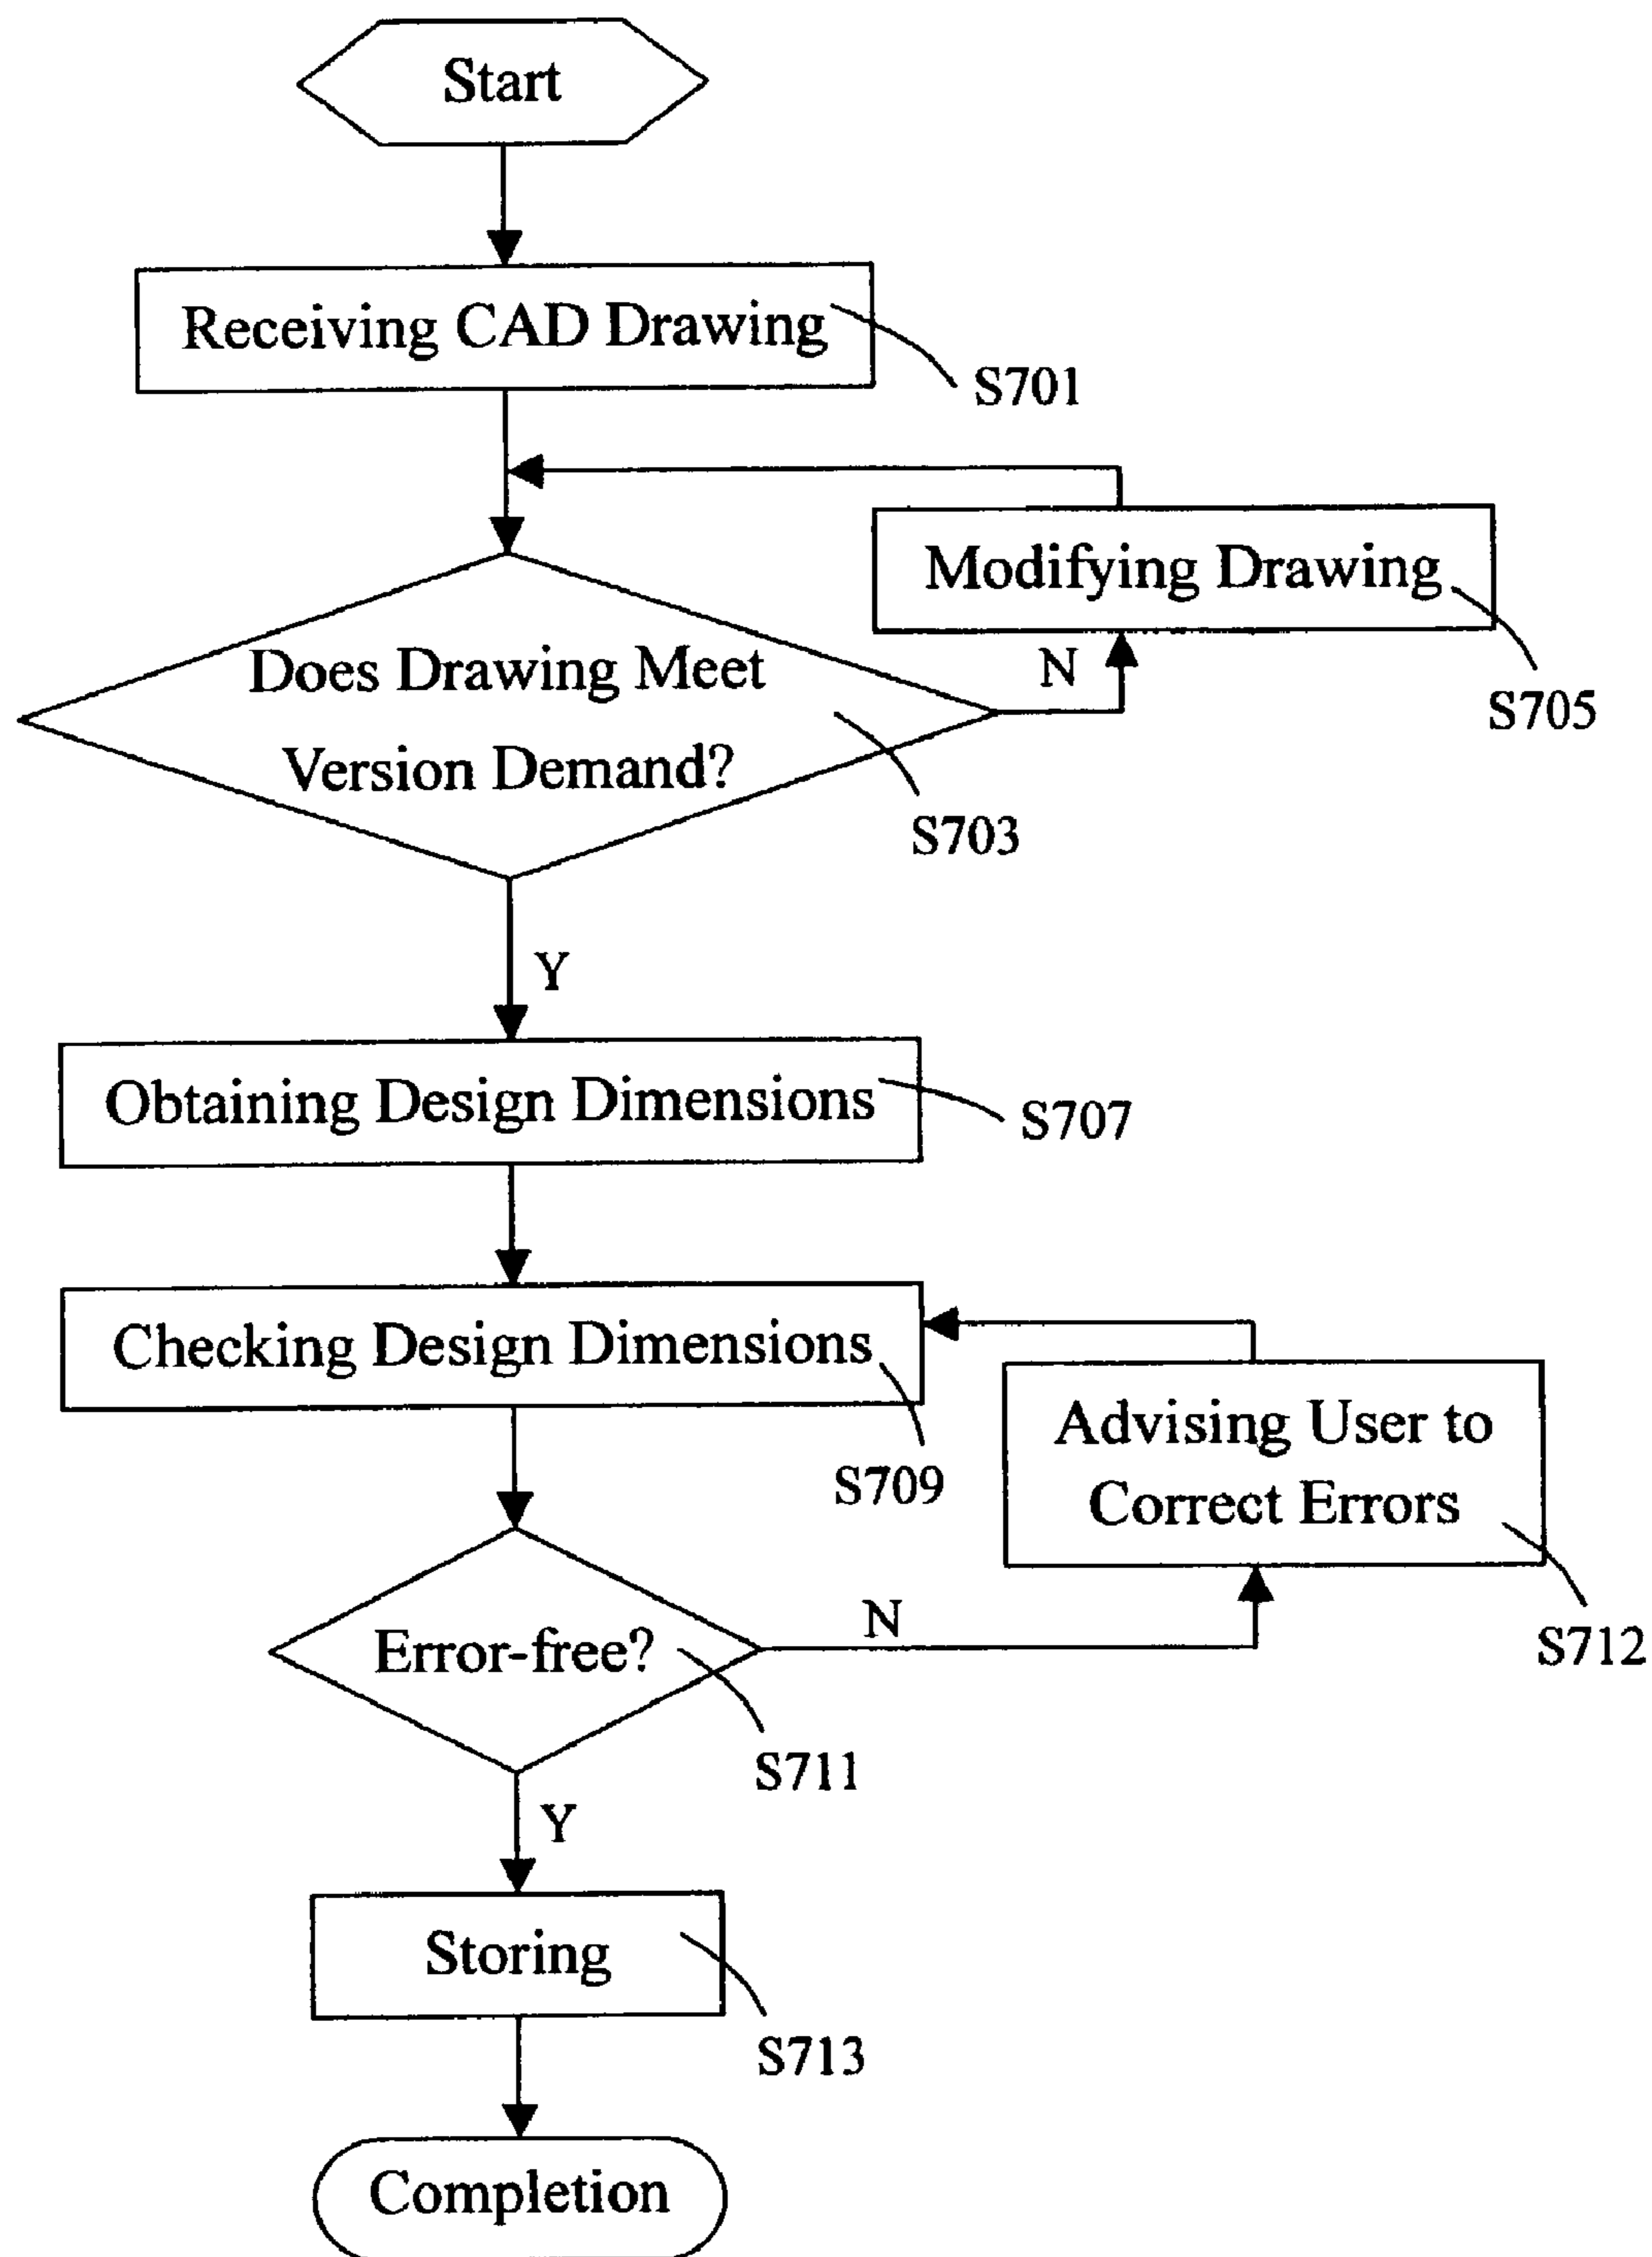 Start
Receiving CAD Drawing
S701
Modifying Drawing
S705
N
Does Drawing Meet
Version Demand?
S703
Y
Obtaining Design Dimensions
S707
Checking Design Dimensions
S709
Advising User to
Correct Errors
S712
N
Error-free?
S711
Y
Storing
S713
Completion